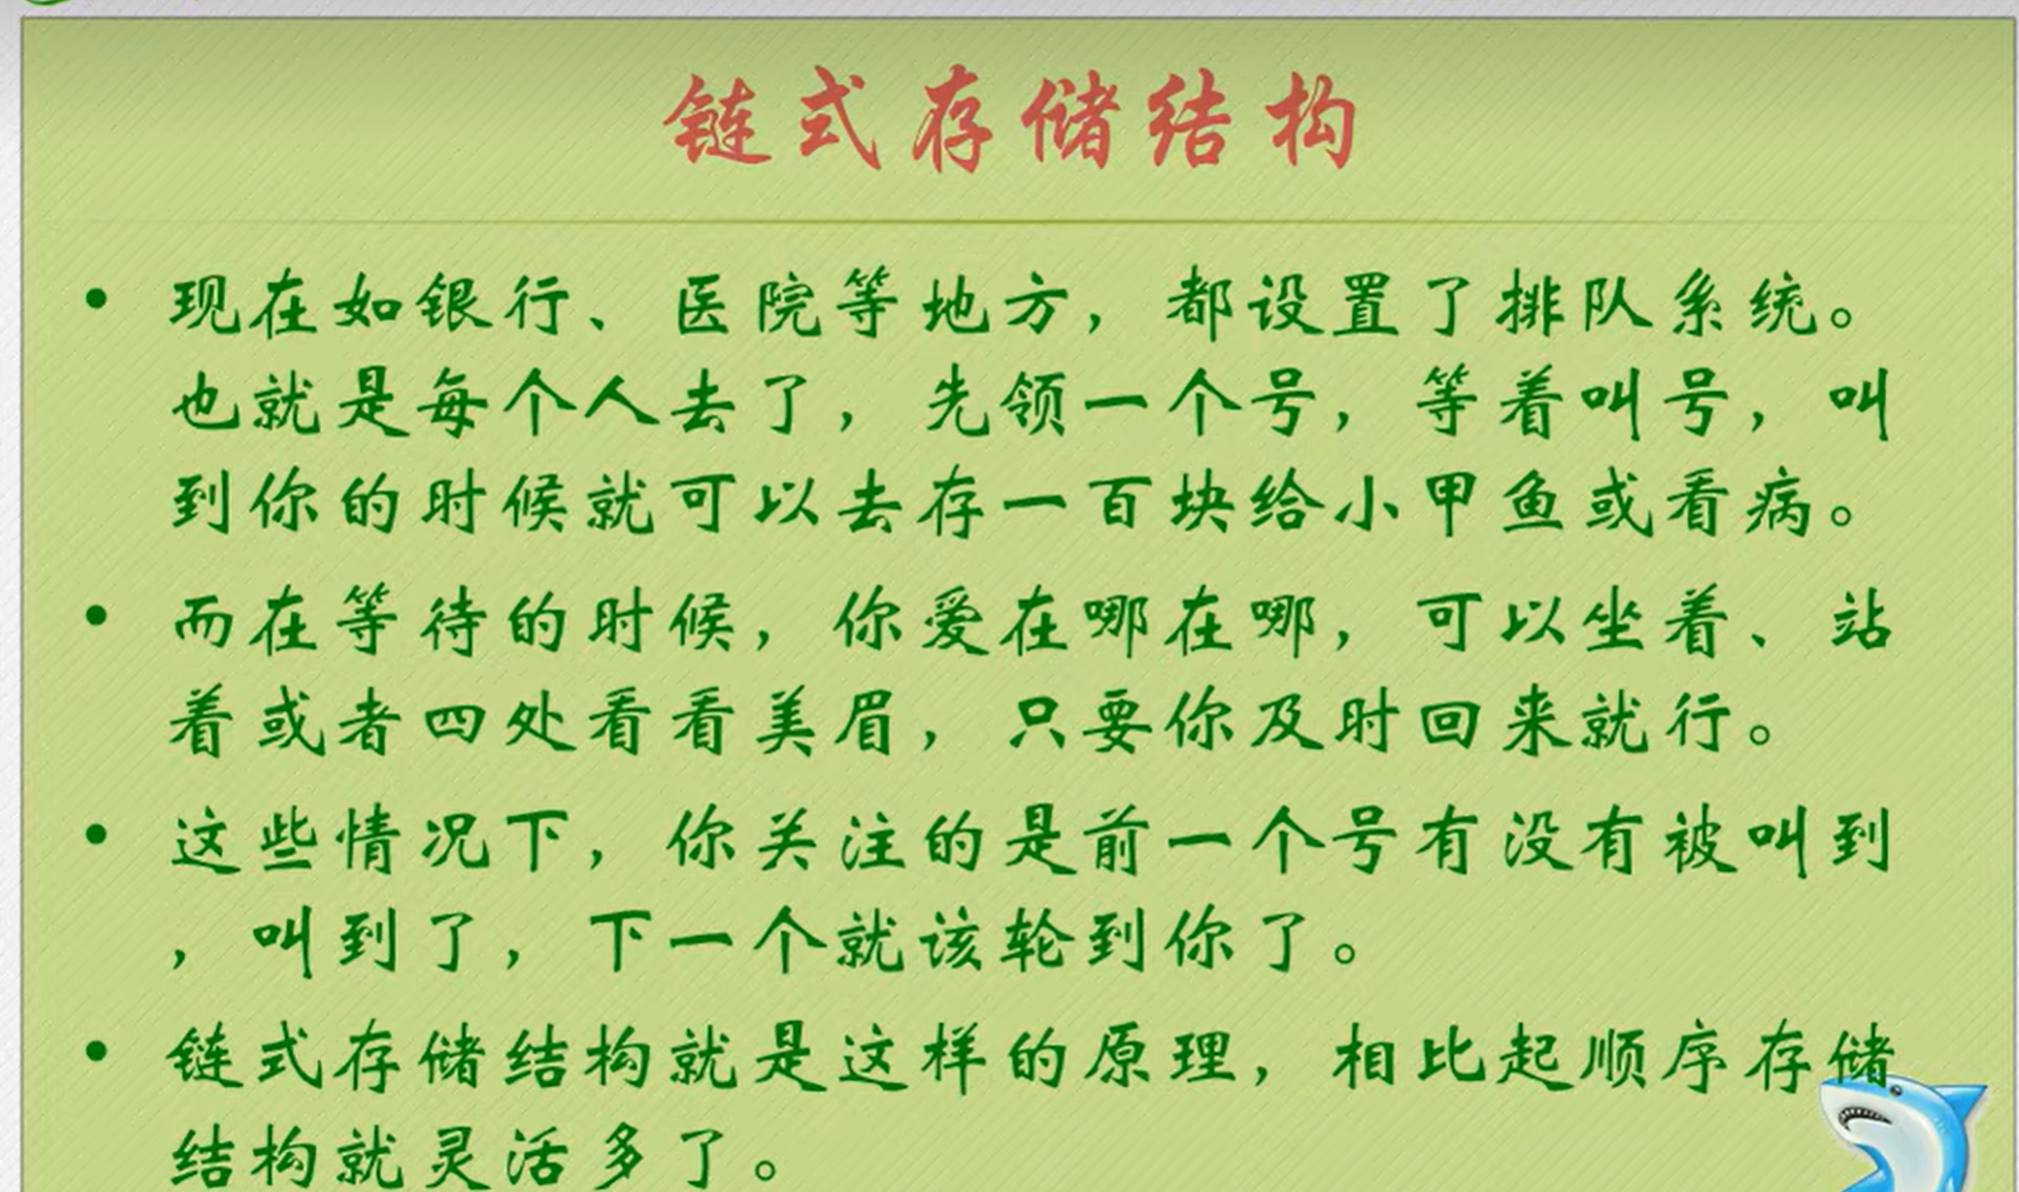 链式存储结构
• 现在如银行、医院等地方，都设置了排队系统。
也就是每个人去了，先领一个号，等着叫号，叫
到你的时候就可以去存一百块给小甲鱼或看病。
• 而在等待的时候，你爱在哪在哪，可以坐着、站
着或者四处看看美眉，只要你及时回来就行。
• 这些情况下，你关注的是前一个号有没有被叫到
，叫到了，下一个就该轮到你了。
• 链式存储结构就是这样的原理，相比起顺序存储
结构就灵活多了。